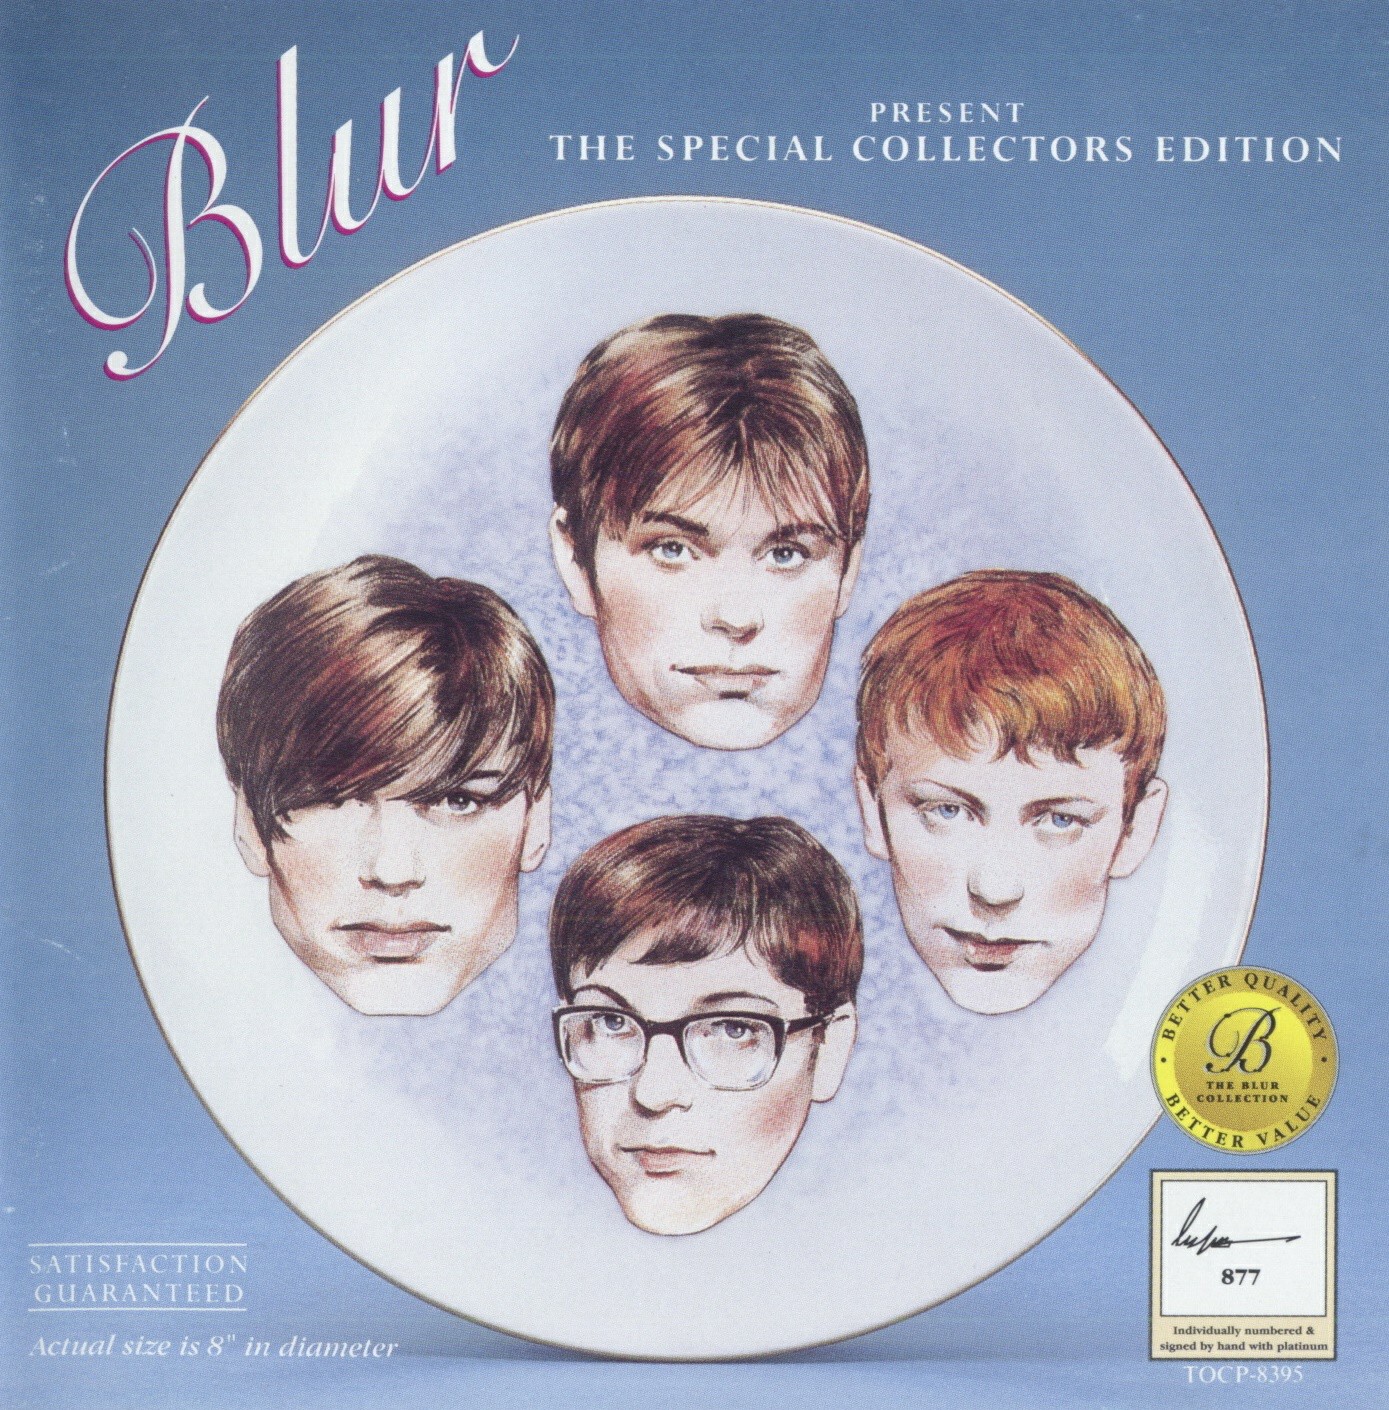 Blur
PRESENT
THE SPECIAL COLLECTORS EDITION
BETTER QUALITY
B
THE BLUR
COLLECTION
BETTER VALUE
877
Individually numbered &
signed by hand with platinum
TOCP-8395
SATISFACTION
GUARANTEED
Actual size is 8" in diameter